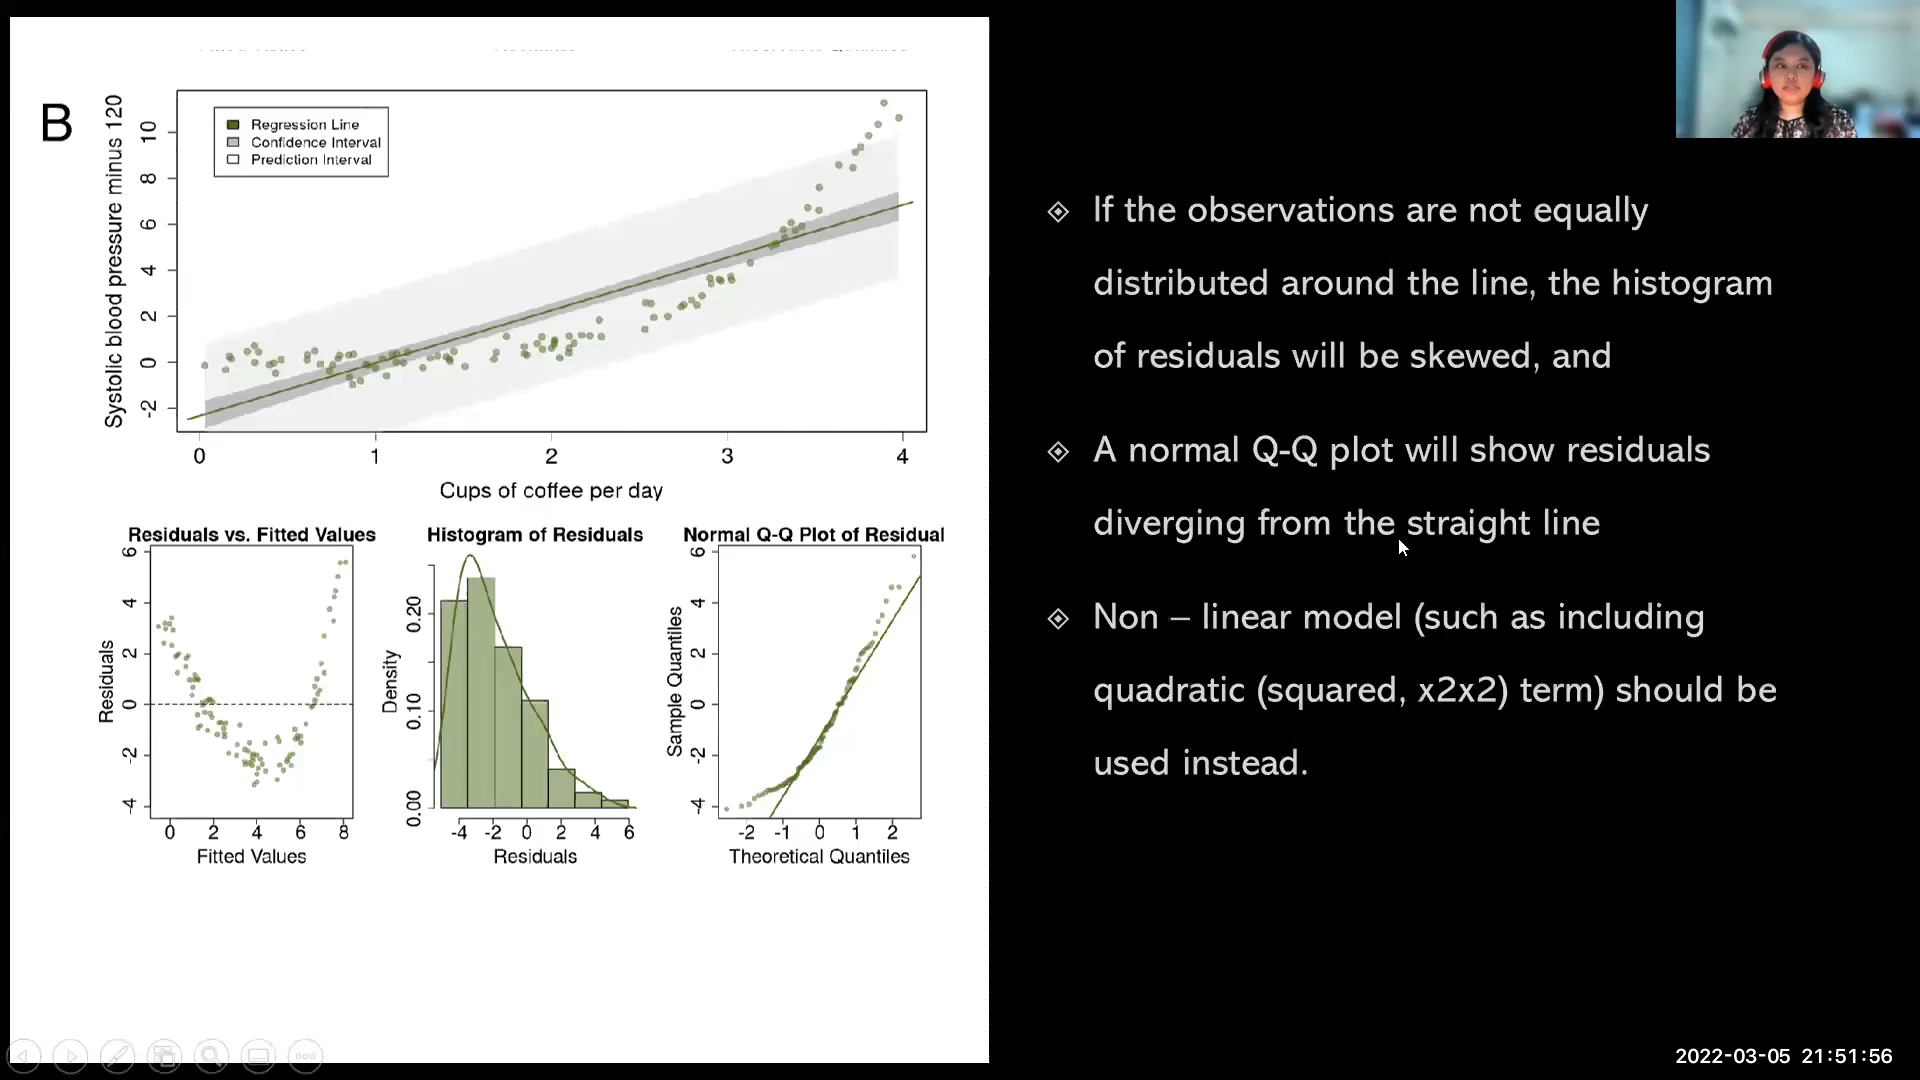 B
Systolic blood pressure minus 120
10
8
6
4
2
0
-2
Regression Line
Confidence Interval
Prediction Interval
0 1 2 3 4
Cups of coffee per day
Residuals vs. Fitted Values
Residuals
6
4
2
0
-2
-4
0 2 4 6 8
Fitted Values
Histogram of Residuals
Density
0.20
0.10
0.00
-4 -2 0 2 4 6
Residuals
Normal Q-Q Plot of Residual
Sample Quantiles
6
4
2
0
-2
-4
-2 -1 0 1 2
Theoretical Quantiles
If the observations are not equally
distributed around the line, the histogram
of residuals will be skewed, and
A normal Q-Q plot will show residuals
diverging from the straight line
Non – linear model (such as including
quadratic (squared, x2x2) term) should be
used instead.
2022-03-05 21:51:56